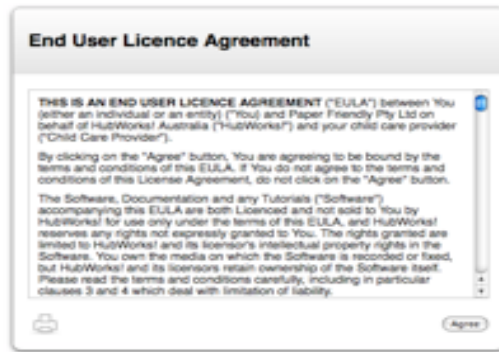 End User Licence Agreement
THIS IS AN END USER LICENCE AGREEMENT ("EULA") between You
(either an individual or an entity) ("You) and Paper Friendly Pty Ltd on
behalf of HubWorks! Australia ("HubWorks!") and your child care provider
("Child Care Provider").
By clicking on the "Agree" button, You are agreeing to be bound by the
terms and conditions of this EULA. If You do not agree to the terms and
conditions of this License Agreement, do not click on the "Agree" button.
The Software, Documentation and any Tutorials ("Software")
accompanying this EULA are both Licenced and not sold to You by
HubWorks! for use only under the terms of this EULA, and HubWorks!
reserves any rights not expressly granted to You. The rights granted are
limited to HubWorks! and its licensor's intellectual property rights in the
Software. You own the media on which the Software is recorded or fixed,
but HubWorks! and its licensors retain ownership of the Software itself.
Please read the terms and conditions carefully, including in particular
clauses 3 and 4 which deal with limitation of liability.
Agree